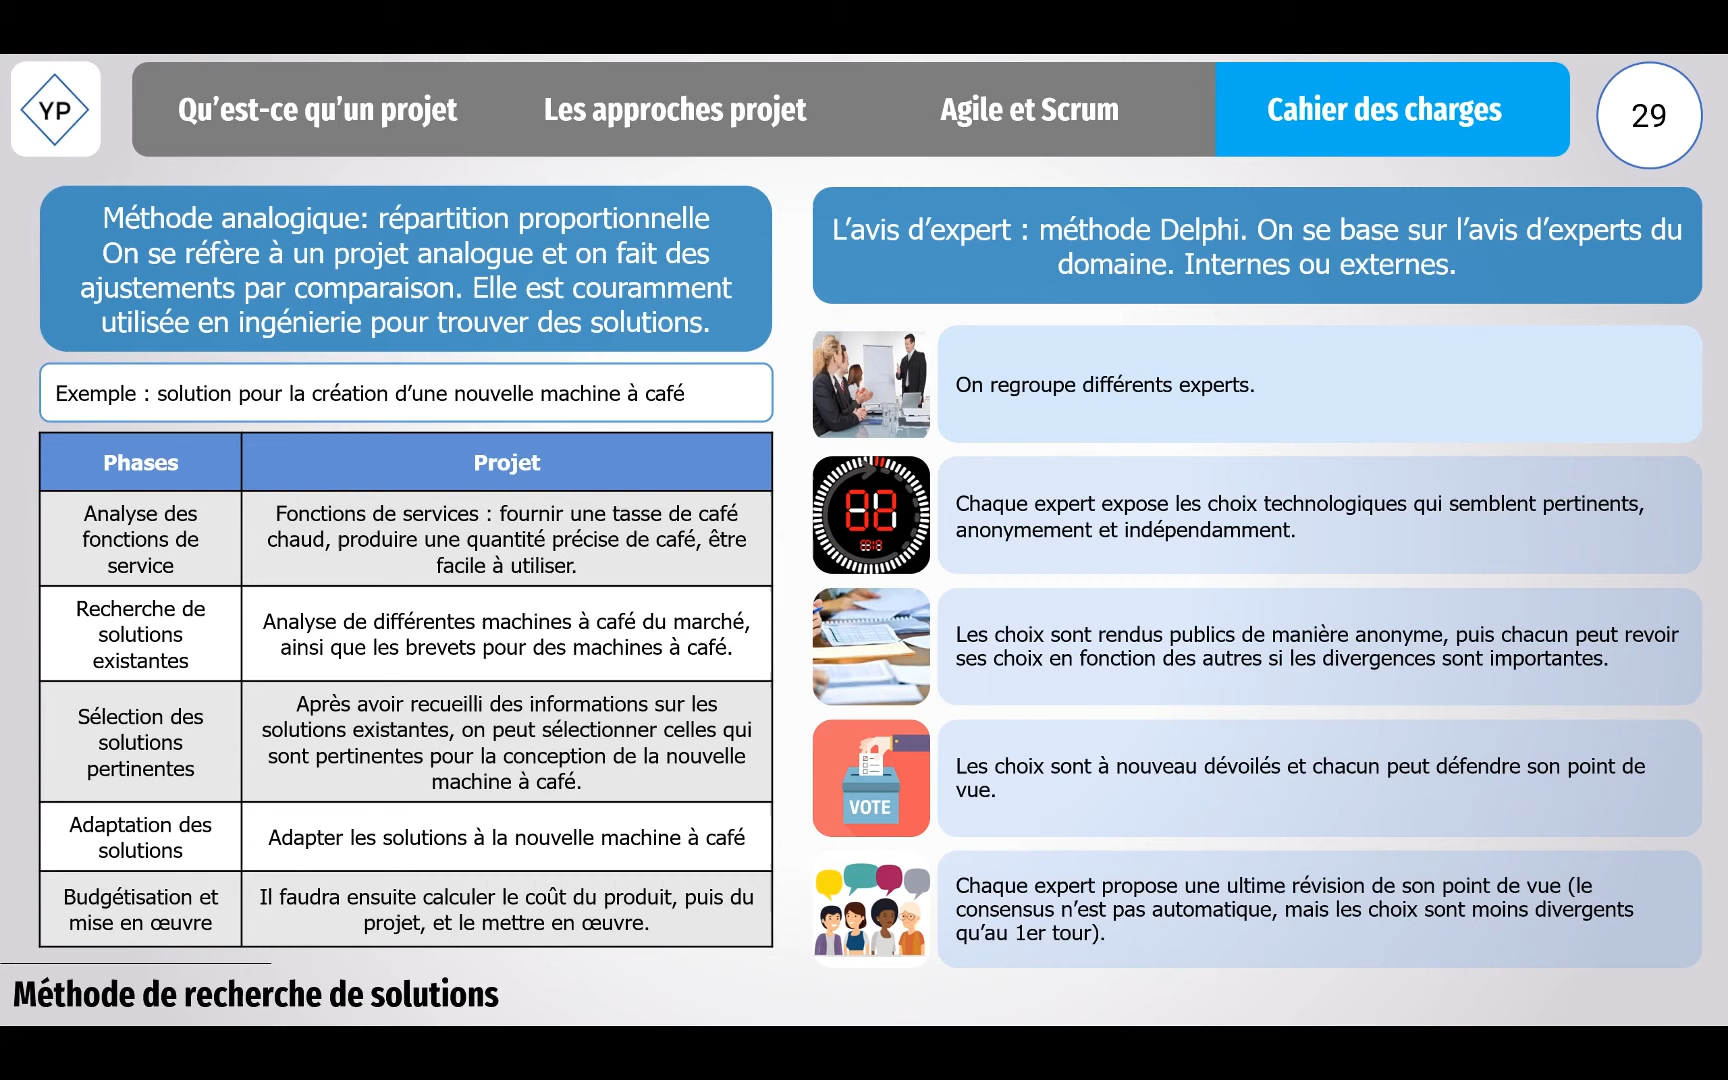 YP
Qu’est-ce qu’un projet
Les approches projet
Agile et Scrum
Cahier des charges
29
Méthode analogique: répartition proportionnelle
On se réfère à un projet analogue et on fait des
ajustements par comparaison. Elle est couramment
utilisée en ingénierie pour trouver des solutions.
Exemple : solution pour la création d’une nouvelle machine à café
Phases
Projet
Analyse des
fonctions de
service
Fonctions de services : fournir une tasse de café
chaud, produire une quantité précise de café, être
facile à utiliser.
Recherche de
solutions
existantes
Analyse de différentes machines à café du marché,
ainsi que les brevets pour des machines à café.
Sélection des
solutions
pertinentes
Après avoir recueilli des informations sur les
solutions existantes, on peut sélectionner celles qui
sont pertinentes pour la conception de la nouvelle
machine à café.
Adaptation des
solutions
Adapter les solutions à la nouvelle machine à café
Budgétisation et
mise en œuvre
Il faudra ensuite calculer le coût du produit, puis du
projet, et le mettre en œuvre.
L’avis d’expert : méthode Delphi. On se base sur l’avis d’experts du
domaine. Internes ou externes.
On regroupe différents experts.
Chaque expert expose les choix technologiques qui semblent pertinents,
anonymement et indépendamment.
Les choix sont rendus publics de manière anonyme, puis chacun peut revoir
ses choix en fonction des autres si les divergences sont importantes.
VOTE
Les choix sont à nouveau dévoilés et chacun peut défendre son point de
vue.
Chaque expert propose une ultime révision de son point de vue (le
consensus n’est pas automatique, mais les choix sont moins divergents
qu’au 1er tour).
Méthode de recherche de solutions